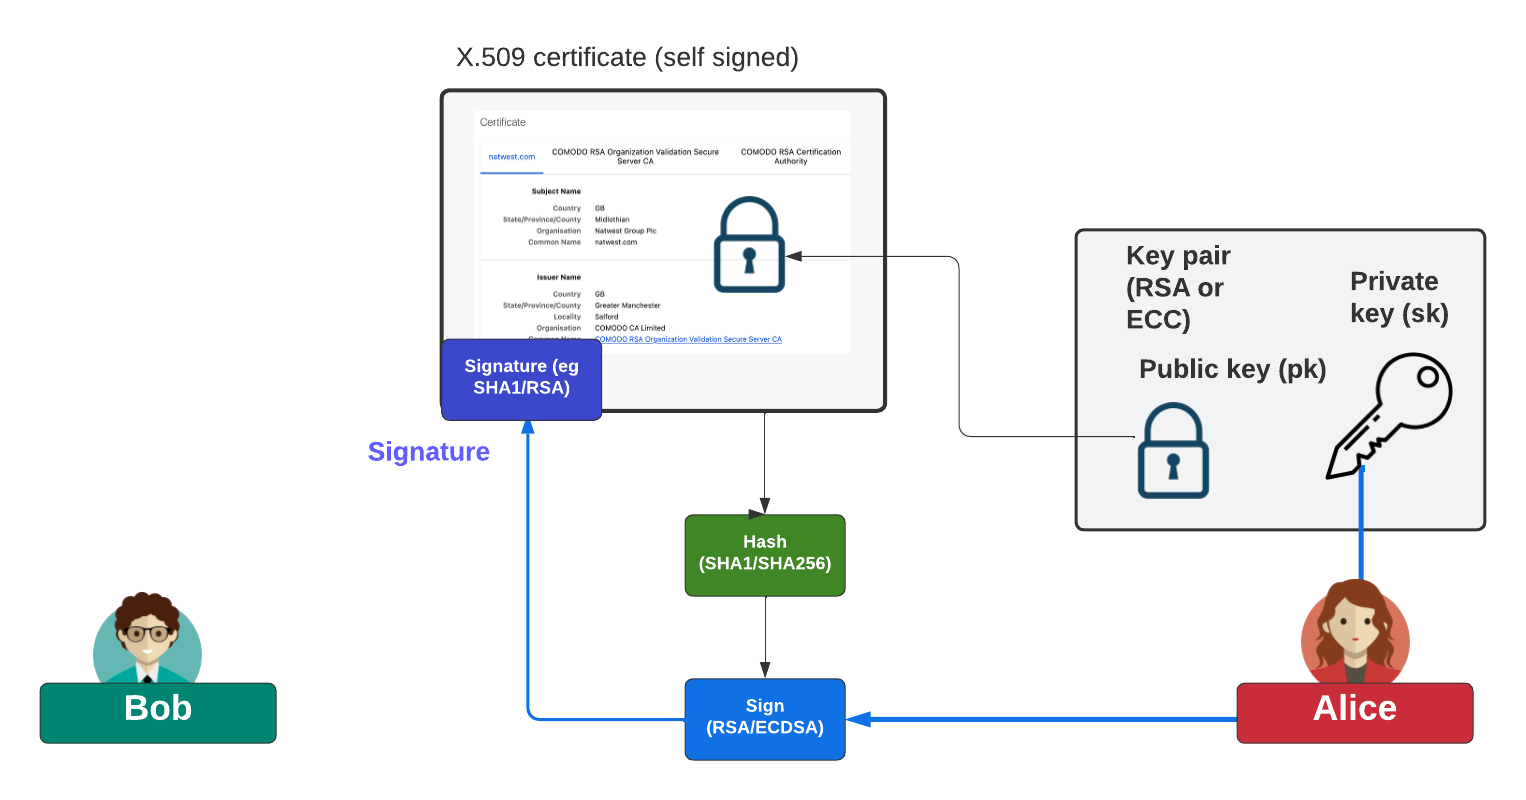 X.509 certificate (self signed)
Certificate
natwest.com
COMODO RSA Organization Validation Secure
Server CA
COMODO RSA Certification
Authority
Subject Name
Country GB
State/Province/County Midlothian
Organisation Natwest Group Plc
Common Name natwest.com
Issuer Name
Country GB
State/Province/County Greater Manchester
Locality Salford
Organisation COMODO CA Limited
Common Name COMODO RSA Organization Validation Secure Server CA
Signature (eg
SHA1/RSA)
Signature
Key pair
(RSA or
ECC)
Private
key (sk)
Public key (pk)
Hash
(SHA1/SHA256)
Sign
(RSA/ECDSA)
Bob
Alice